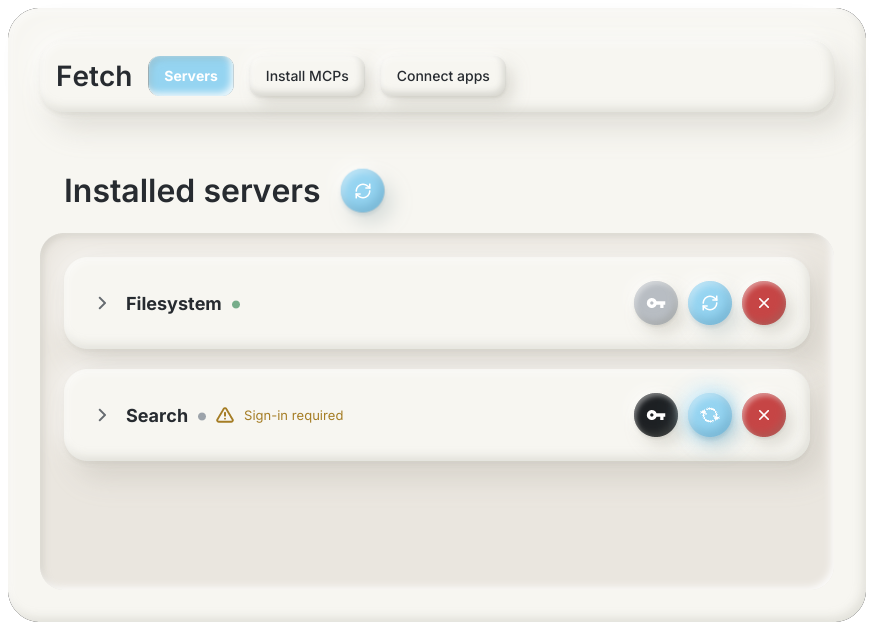 Fetch Servers Install MCPs Connect apps
Installed servers
Filesystem
Search Sign-in required